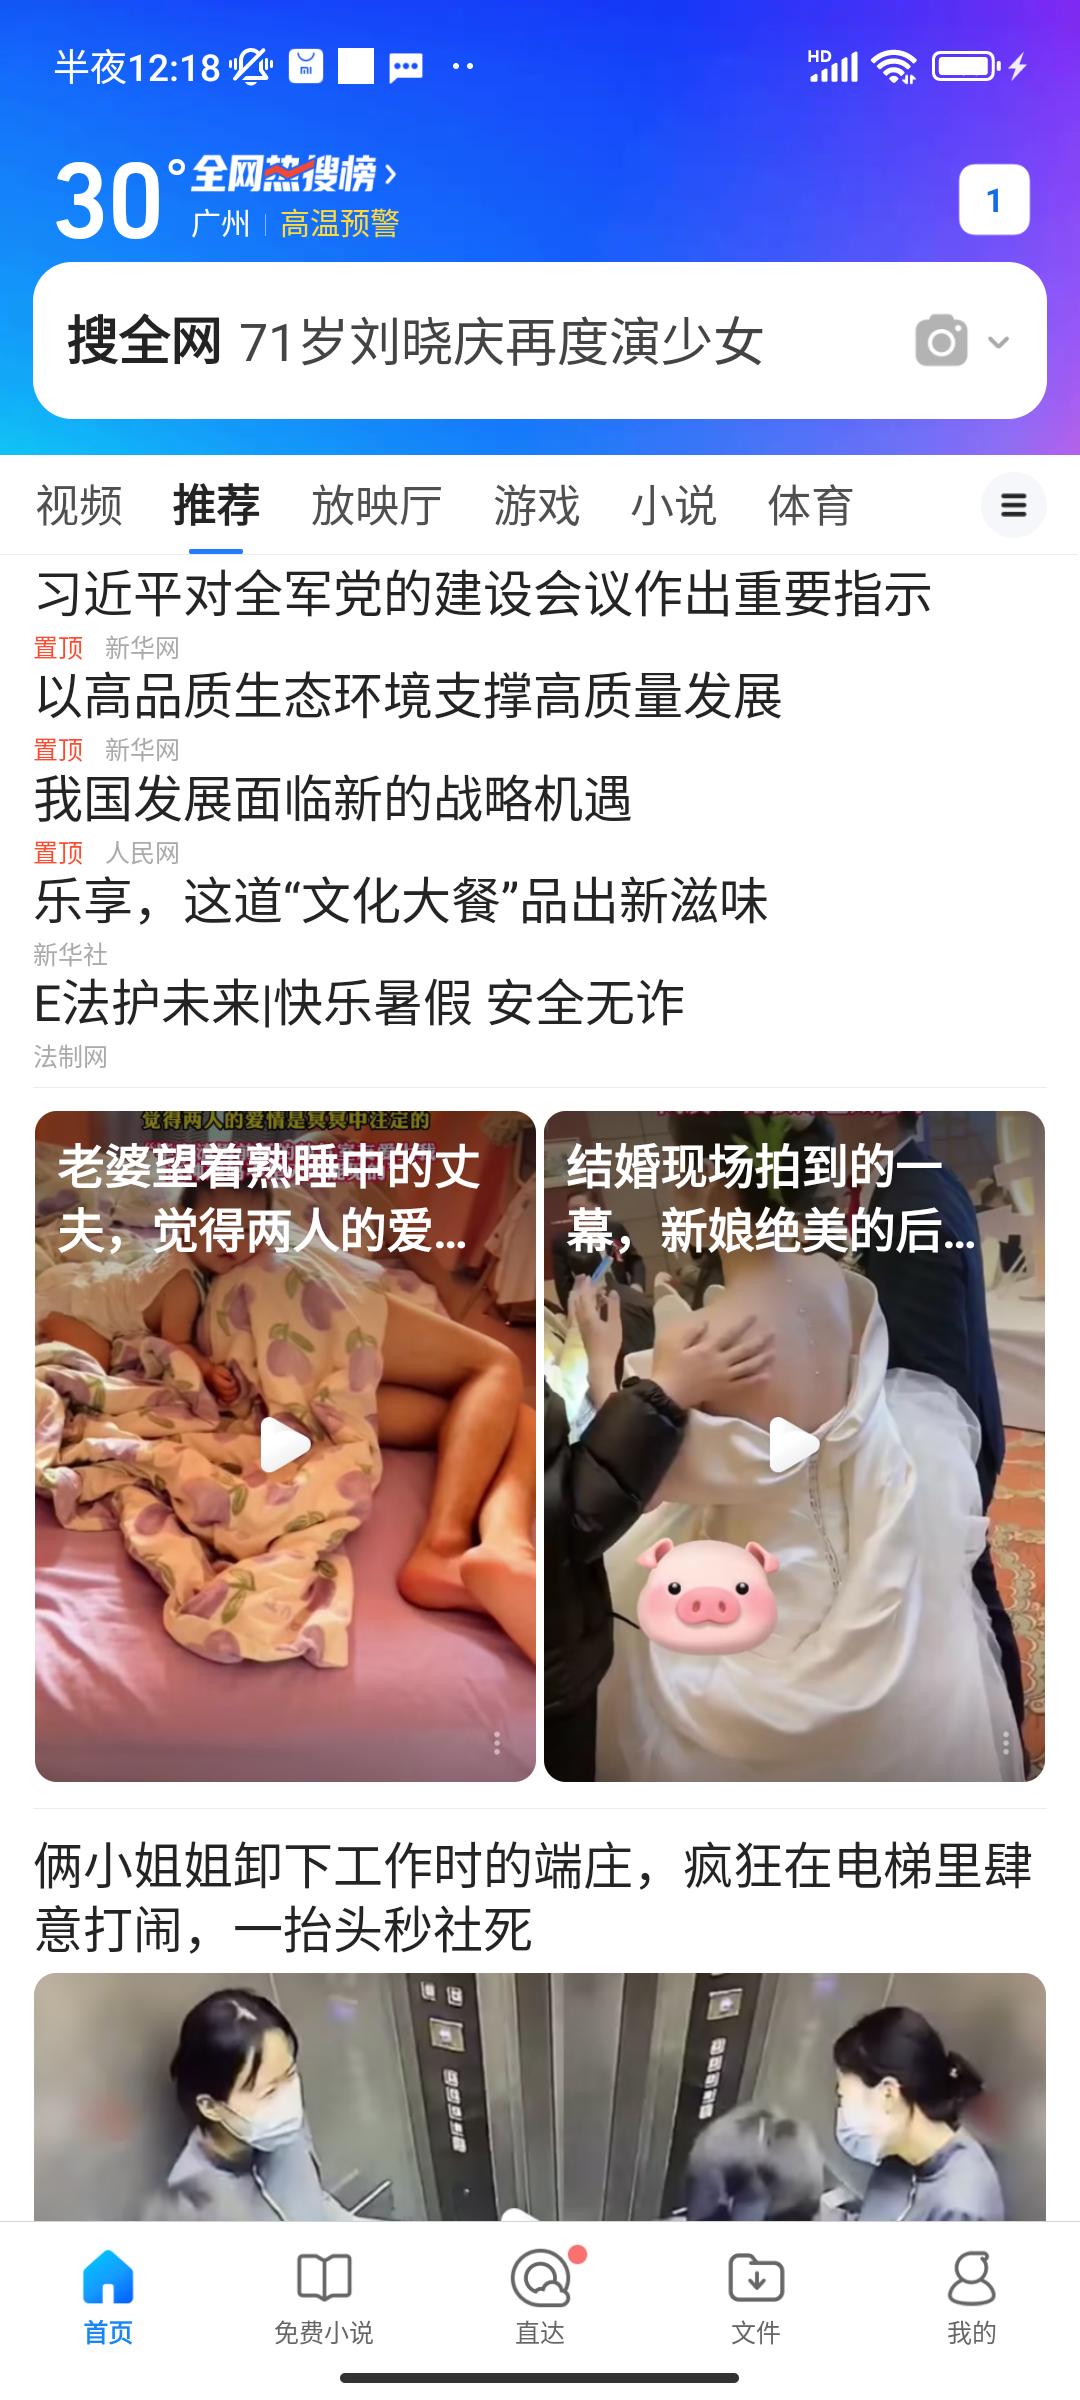 半夜12:18
HD
30°全网热搜榜
广州 高温预警
1
搜全网 71岁刘晓庆再度演少女
视频 推荐 放映厅 游戏 小说 体育
习近平对全军党的建设会议作出重要指示
置顶 新华网
以高品质生态环境支撑高质量发展
置顶 新华网
我国发展面临新的战略机遇
置顶 人民网
乐享，这道“文化大餐”品出新滋味
新华社
E法护未来|快乐暑假 安全无诈
法制网
觉得两人的爱情是冥冥中注定的
老婆望着熟睡中的丈
夫，觉得两人的爱...
结婚现场拍到的一
幕，新娘绝美的后...
俩小姐姐卸下工作时的端庄，疯狂在电梯里肆
意打闹，一抬头秒社死
首页 免费小说 直达 文件 我的